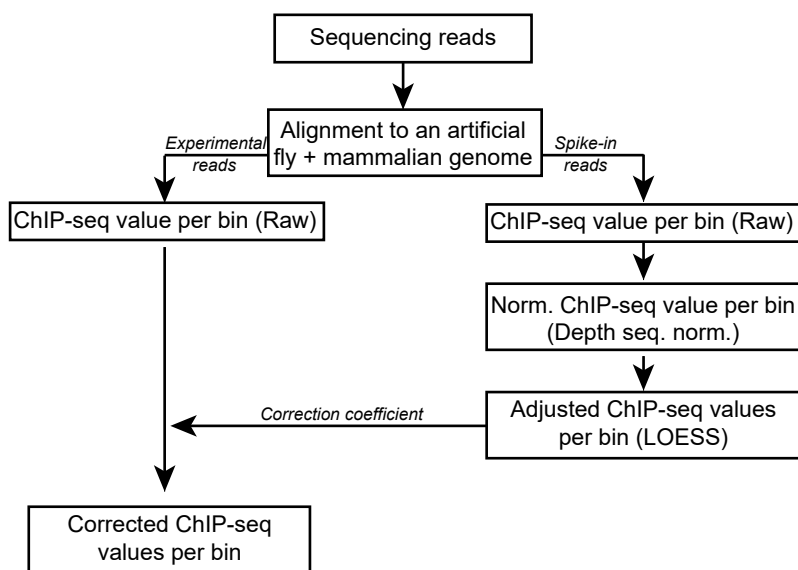 Sequencing reads
Alignment to an artificial
fly + mammalian genome
Experimental
reads
Spike-in
reads
ChIP-seq value per bin (Raw)
ChIP-seq value per bin (Raw)
Norm. ChIP-seq value per bin
(Depth seq. norm.)
Correction coefficient
Adjusted ChIP-seq values
per bin (LOESS)
Corrected ChIP-seq
values per bin